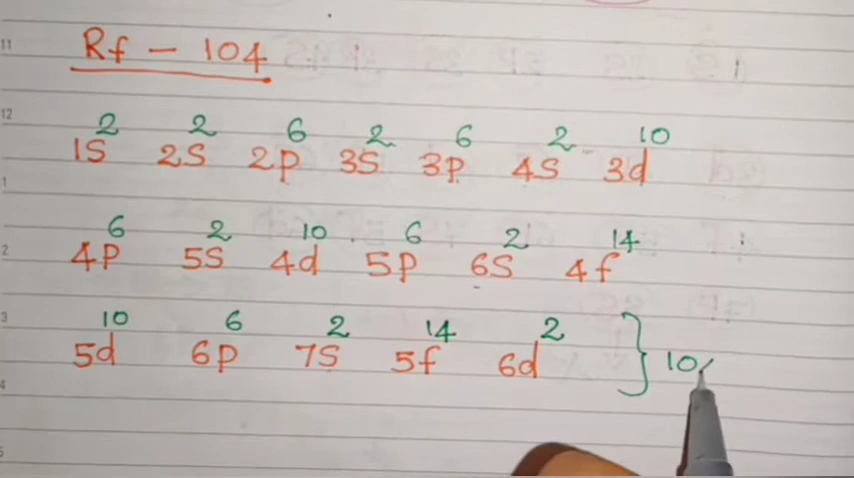 Rf - 104
1s² 2s² 2p⁶ 3s² 3p⁶ 4s² 3d¹⁰
4p⁶ 5s² 4d¹⁰ 5p⁶ 6s² 4f¹⁴
5d¹⁰ 6p⁶ 7s² 5f¹⁴ 6d² } 10